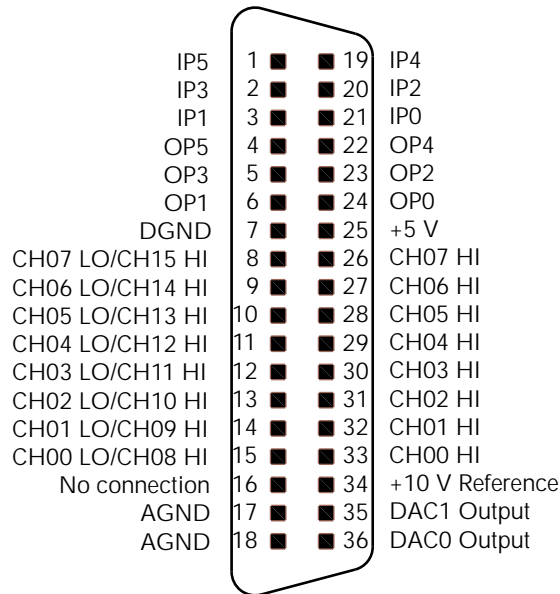 IP5 1 19 IP4
IP3 2 20 IP2
IP1 3 21 IP0
OP5 4 22 OP4
OP3 5 23 OP2
OP1 6 24 OP0
DGND 7 25 +5 V
CH07 LO/CH15 HI 8 26 CH07 HI
CH06 LO/CH14 HI 9 27 CH06 HI
CH05 LO/CH13 HI 10 28 CH05 HI
CH04 LO/CH12 HI 11 29 CH04 HI
CH03 LO/CH11 HI 12 30 CH03 HI
CH02 LO/CH10 HI 13 31 CH02 HI
CH01 LO/CH09 HI 14 32 CH01 HI
CH00 LO/CH08 HI 15 33 CH00 HI
No connection 16 34 +10 V Reference
AGND 17 35 DAC1 Output
AGND 18 36 DAC0 Output